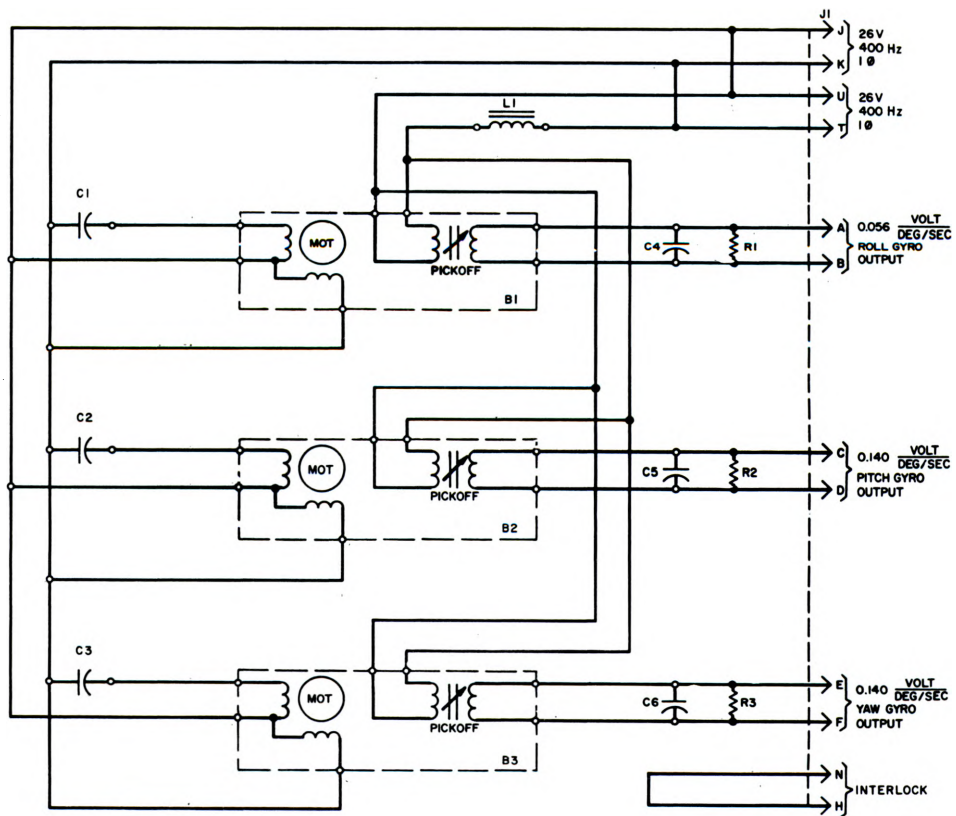 J1
J
26V
400 Hz
1Ø
K
U
26V
400 Hz
1Ø
T
L1
C1
MOT
PICKOFF
B1
C4
R1
A
0.056 VOLT
DEG/SEC
ROLL GYRO
OUTPUT
B
C2
MOT
PICKOFF
B2
C5
R2
C
0.140 VOLT
DEG/SEC
PITCH GYRO
OUTPUT
D
C3
MOT
PICKOFF
B3
C6
R3
E
0.140 VOLT
DEG/SEC
YAW GYRO
OUTPUT
F
N
INTERLOCK
H